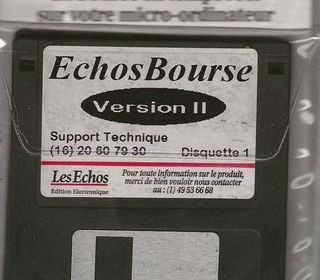 sur votre micro-ordinateur
EchosBourse
Version II
Support Technique
(16) 20 60 79 30 Disquette 1
Les Echos
Edition Electronique
Pour toute information sur le produit,
merci de bien vouloir nous contacter
au : (1) 49 53 66 68